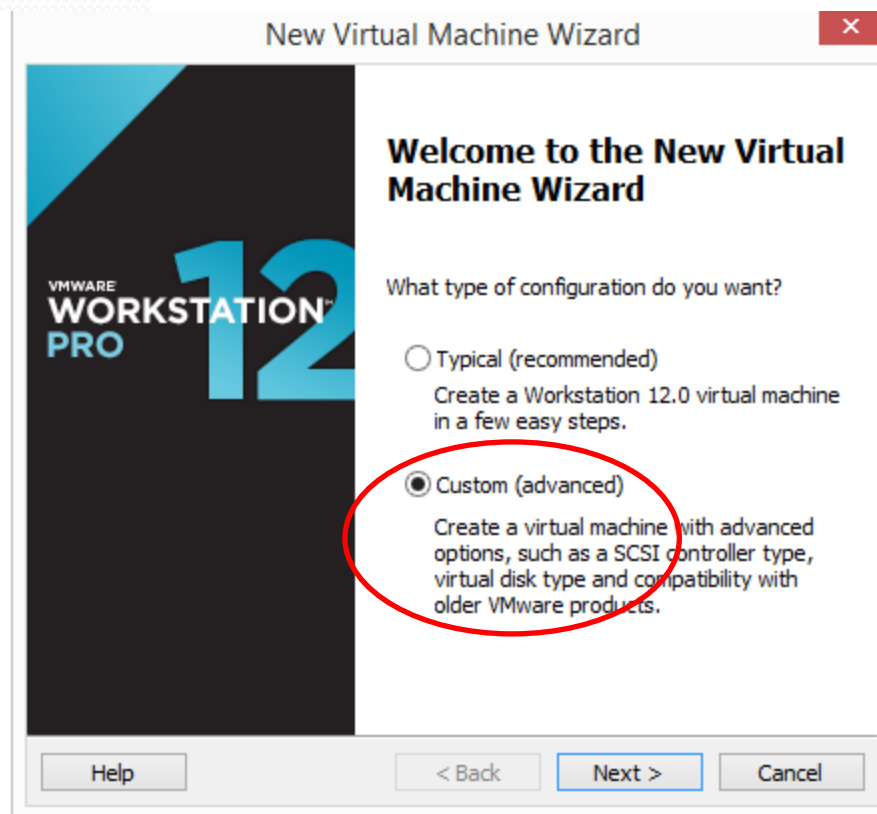 New Virtual Machine Wizard
Welcome to the New Virtual
Machine Wizard
VMWARE
WORKSTATION™
PRO
12
What type of configuration do you want?
Typical (recommended)
Create a Workstation 12.0 virtual machine
in a few easy steps.
Custom (advanced)
Create a virtual machine with advanced
options, such as a SCSI controller type,
virtual disk type and compatibility with
older VMware products.
Help
< Back
Next >
Cancel